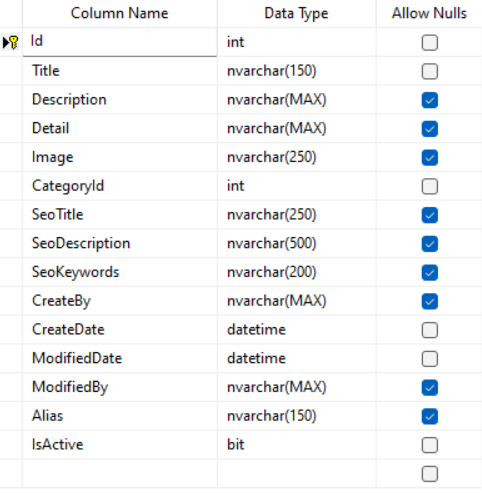 Column Name Data Type Allow Nulls
Id int
Title nvarchar(150)
Description nvarchar(MAX)
Detail nvarchar(MAX)
Image nvarchar(250)
CategoryId int
SeoTitle nvarchar(250)
SeoDescription nvarchar(500)
SeoKeywords nvarchar(200)
CreateBy nvarchar(MAX)
CreateDate datetime
ModifiedDate datetime
ModifiedBy nvarchar(MAX)
Alias nvarchar(150)
IsActive bit